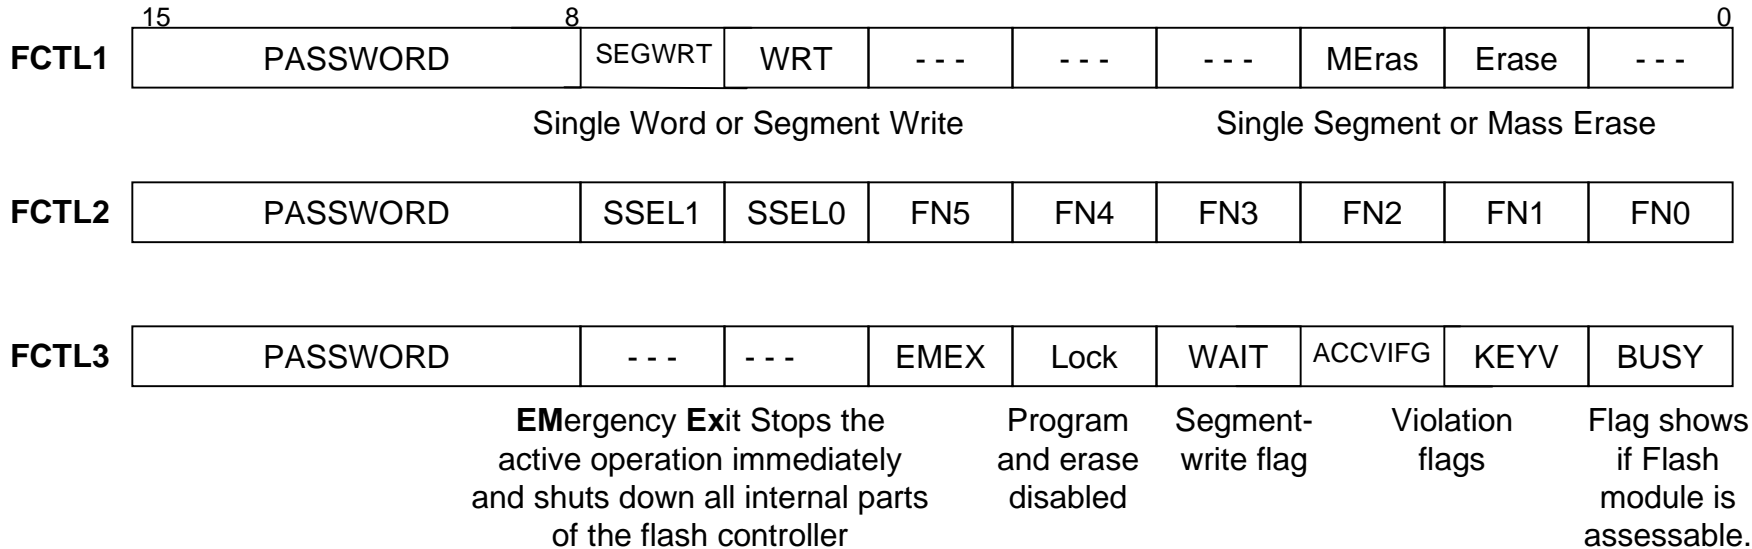 15 8 0
FCTL1 PASSWORD SEGWRT WRT - - - - - - - - - MEras Erase - - -
Single Word or Segment Write Single Segment or Mass Erase
FCTL2 PASSWORD SSEL1 SSEL0 FN5 FN4 FN3 FN2 FN1 FN0
FCTL3 PASSWORD - - - - - - EMEX Lock WAIT ACCVIFG KEYV BUSY
EMergency Exit Stops the
active operation immediately
and shuts down all internal parts
of the flash controller
Program
and erase
disabled
Segment-
write flag
Violation
flags
Flag shows
if Flash
module is
assessable.